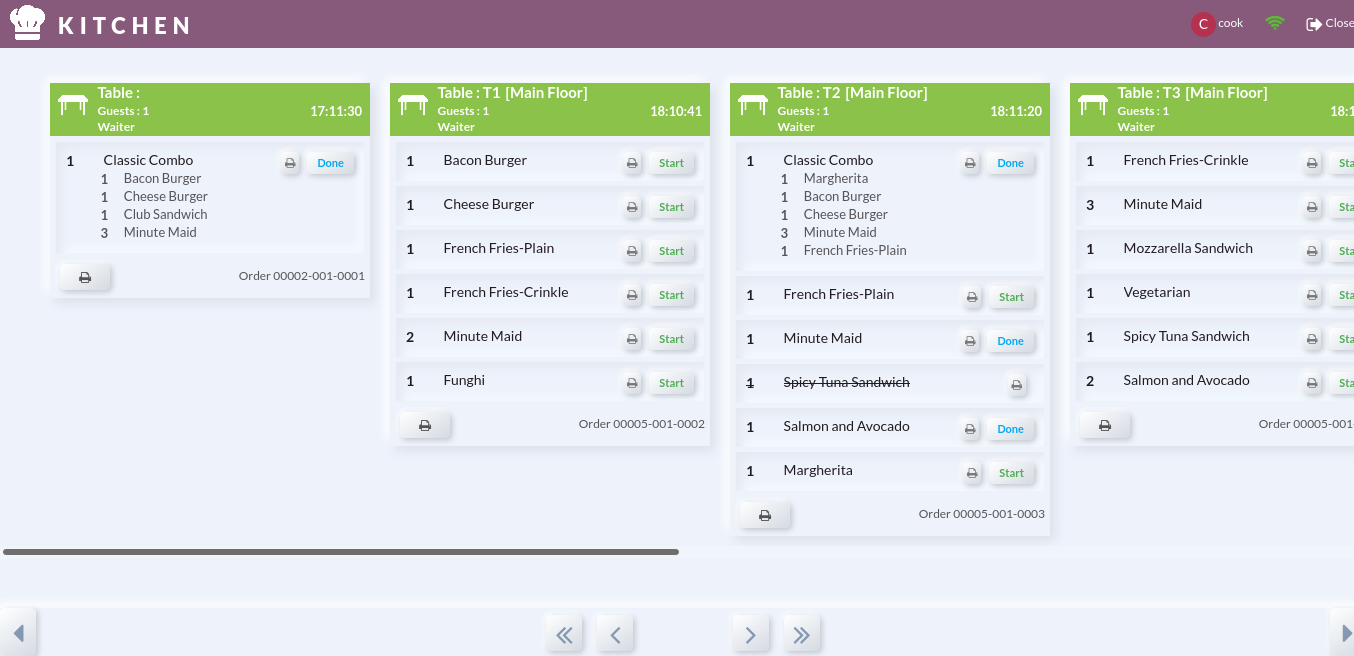 KITCHEN
C cook
Close
Table :
Guests : 1
17:11:30
Waiter
1 Classic Combo Done
1 Bacon Burger
1 Cheese Burger
1 Club Sandwich
3 Minute Maid
Order 00002-001-0001
Table : T1 [Main Floor]
Guests : 1
18:10:41
Waiter
1 Bacon Burger Start
1 Cheese Burger Start
1 French Fries-Plain Start
1 French Fries-Crinkle Start
2 Minute Maid Start
1 Funghi Start
Order 00005-001-0002
Table : T2 [Main Floor]
Guests : 1
18:11:20
Waiter
1 Classic Combo Done
1 Margherita
1 Bacon Burger
1 Cheese Burger
3 Minute Maid
1 French Fries-Plain
1 French Fries-Plain Start
1 Minute Maid Done
1 Spicy Tuna Sandwich
1 Salmon and Avocado Done
1 Margherita Start
Order 00005-001-0003
Table : T3 [Main Floor]
Guests : 1
18:1
Waiter
1 French Fries-Crinkle Sta
3 Minute Maid Sta
1 Mozzarella Sandwich Sta
1 Vegetarian Sta
1 Spicy Tuna Sandwich Sta
2 Salmon and Avocado Sta
Order 00005-001-